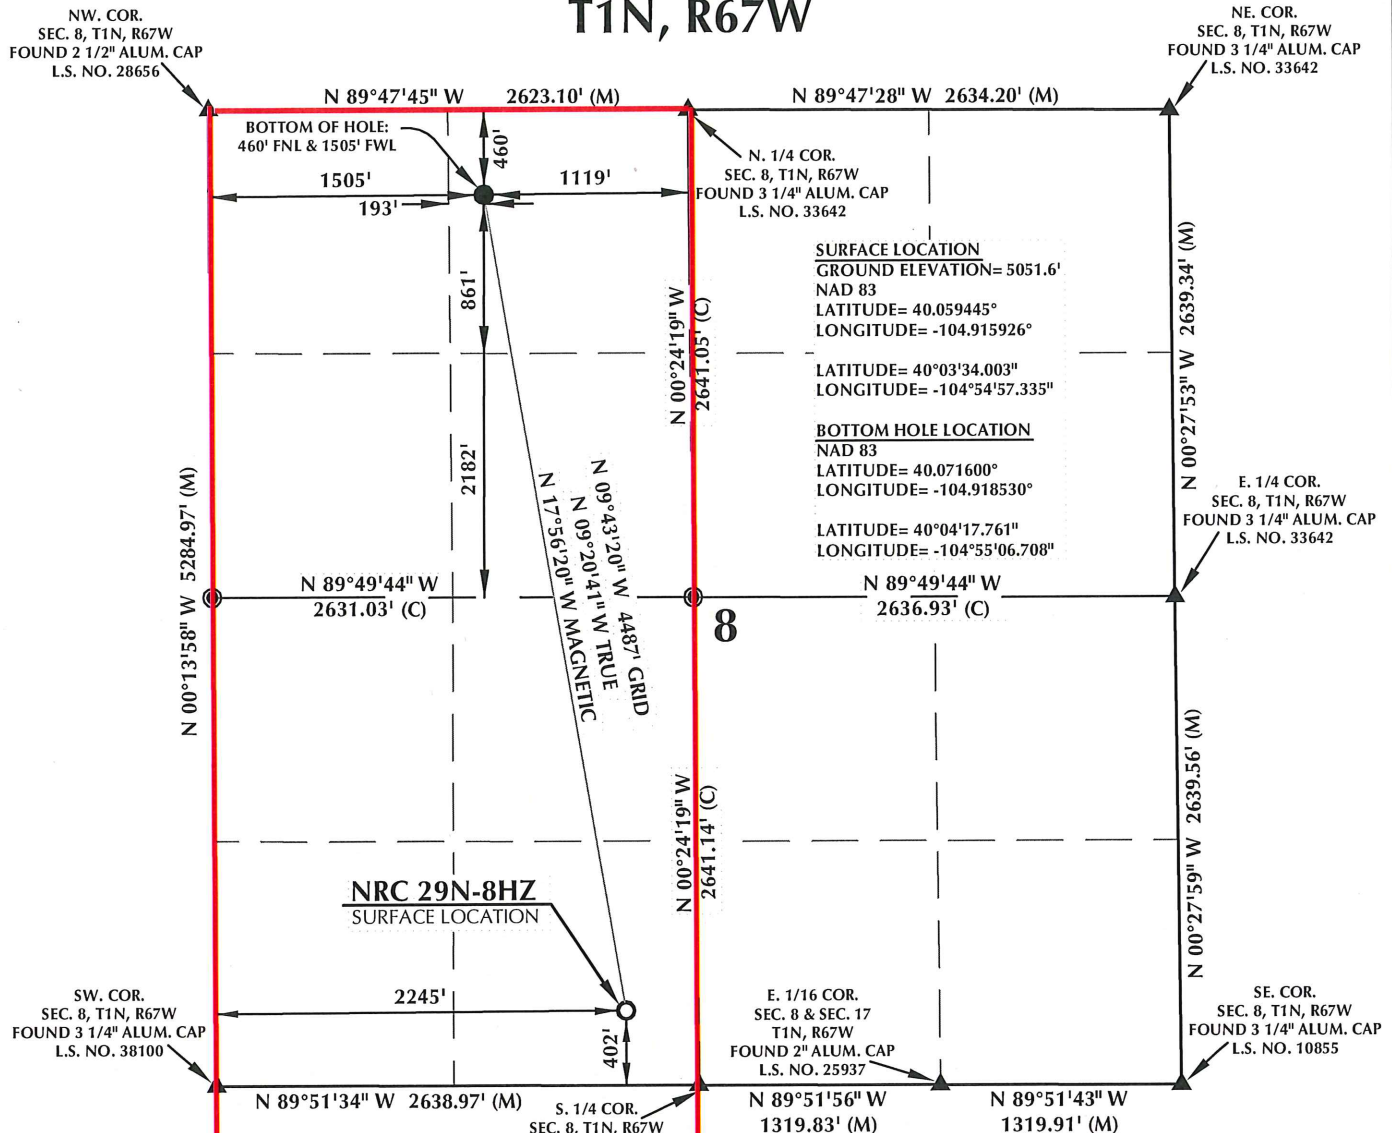 T1N, R67W
NW. COR.
SEC. 8, T1N, R67W
FOUND 2 1/2" ALUM. CAP
L.S. NO. 28656
NE. COR.
SEC. 8, T1N, R67W
FOUND 3 1/4" ALUM. CAP
L.S. NO. 33642
N 89°47'45" W 2623.10' (M)
N 89°47'28" W 2634.20' (M)
BOTTOM OF HOLE:
460' FNL & 1505' FWL
460'
1505'
1119'
193'
N. 1/4 COR.
SEC. 8, T1N, R67W
FOUND 3 1/4" ALUM. CAP
L.S. NO. 33642
861'
2182'
N 00°24'19" W
2641.05' (C)
SURFACE LOCATION
GROUND ELEVATION= 5051.6'
NAD 83
LATITUDE= 40.059445°
LONGITUDE= -104.915926°
LATITUDE= 40°03'34.003"
LONGITUDE= -104°54'57.335"
BOTTOM HOLE LOCATION
NAD 83
LATITUDE= 40.071600°
LONGITUDE= -104.918530°
LATITUDE= 40°04'17.761"
LONGITUDE= -104°55'06.708"
N 00°27'53" W 2639.34' (M)
E. 1/4 COR.
SEC. 8, T1N, R67W
FOUND 3 1/4" ALUM. CAP
L.S. NO. 33642
N 00°13'58" W 5284.97' (M)
N 09°43'20" W 4487' GRID
N 09°20'41" W TRUE
N 17°56'20" W MAGNETIC
N 89°49'44" W
2631.03' (C)
N 89°49'44" W
2636.93' (C)
8
N 00°24'19" W
2641.14' (C)
N 00°27'59" W 2639.56' (M)
NRC 29N-8HZ
SURFACE LOCATION
2245'
402'
SW. COR.
SEC. 8, T1N, R67W
FOUND 3 1/4" ALUM. CAP
L.S. NO. 38100
E. 1/16 COR.
SEC. 8 & SEC. 17
T1N, R67W
FOUND 2" ALUM. CAP
L.S. NO. 25937
SE. COR.
SEC. 8, T1N, R67W
FOUND 3 1/4" ALUM. CAP
L.S. NO. 10855
N 89°51'34" W 2638.97' (M)
S. 1/4 COR.
SEC. 8, T1N, R67W
N 89°51'56" W
1319.83' (M)
N 89°51'43" W
1319.91' (M)